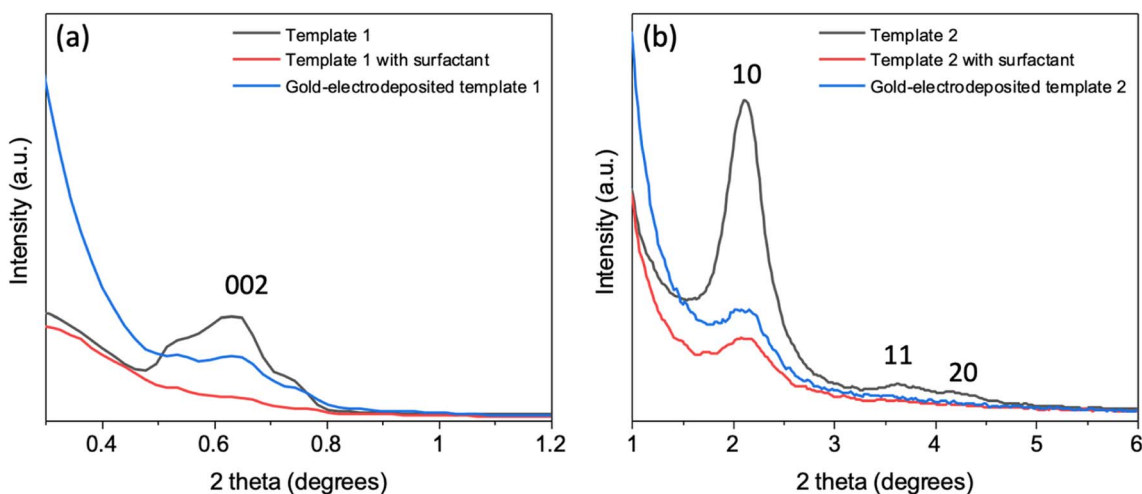 (a)
Template 1
Template 1 with surfactant
Gold-electrodeposited template 1
002
Intensity (a.u.)
0.4 0.6 0.8 1 1.2
2 theta (degrees)
(b)
Template 2
Template 2 with surfactant
Gold-electrodeposited template 2
10
11
20
Intensity (a.u.)
1 2 3 4 5 6
2 theta (degrees)